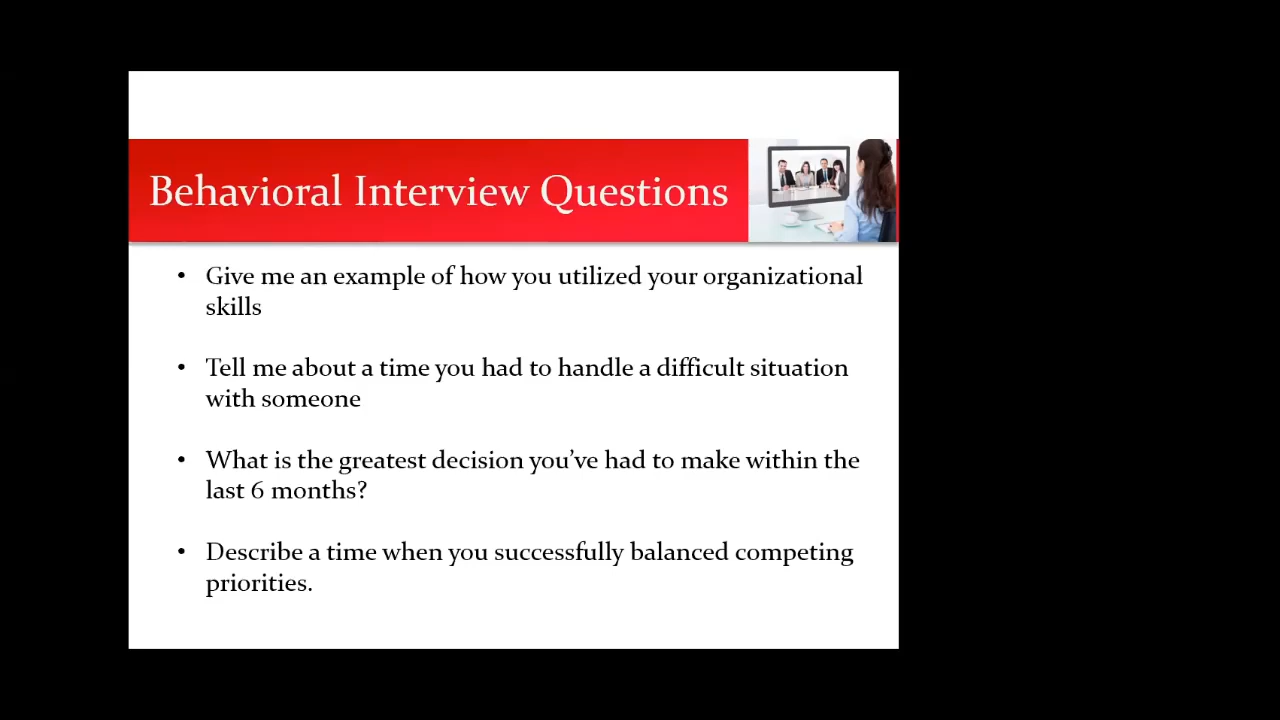 Behavioral Interview Questions
• Give me an example of how you utilized your organizational
skills
• Tell me about a time you had to handle a difficult situation
with someone
• What is the greatest decision you’ve had to make within the
last 6 months?
• Describe a time when you successfully balanced competing
priorities.